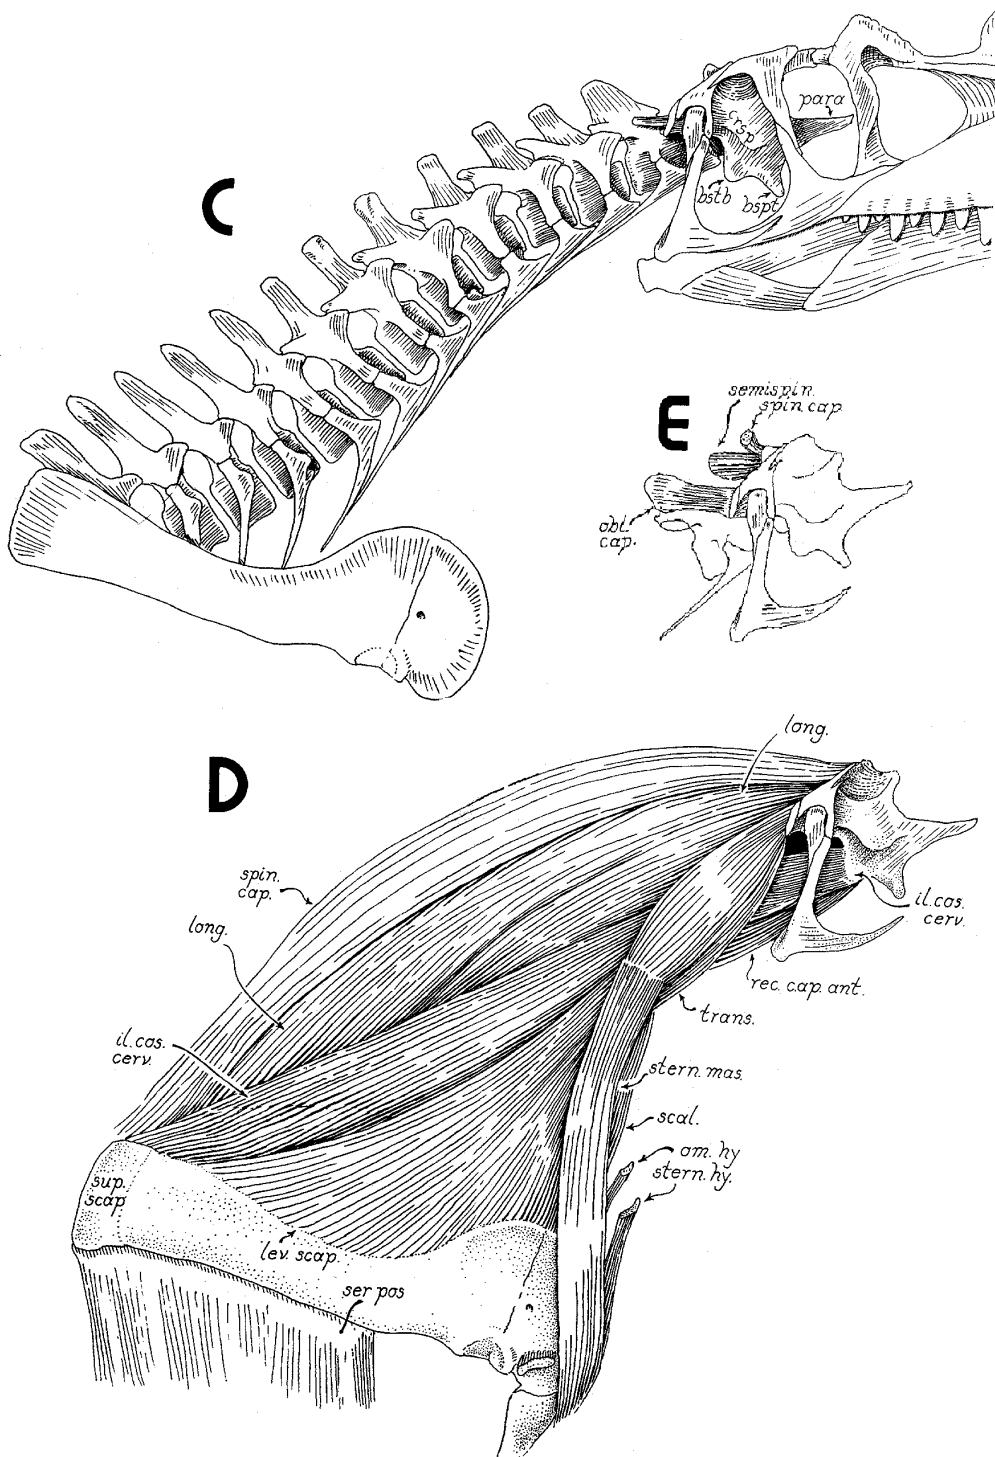 C
para
crsp
bstb
bspt
E
semispin.
spin. cap.
obl.
cap.
D
long.
spin.
cap.
long.
il. cos.
cerv.
il. cos.
cerv.
rec. cap. ant.
trans.
stern. mas.
scal.
om. hy
stern. hy.
sup.
scap
lev. scap.
ser pos